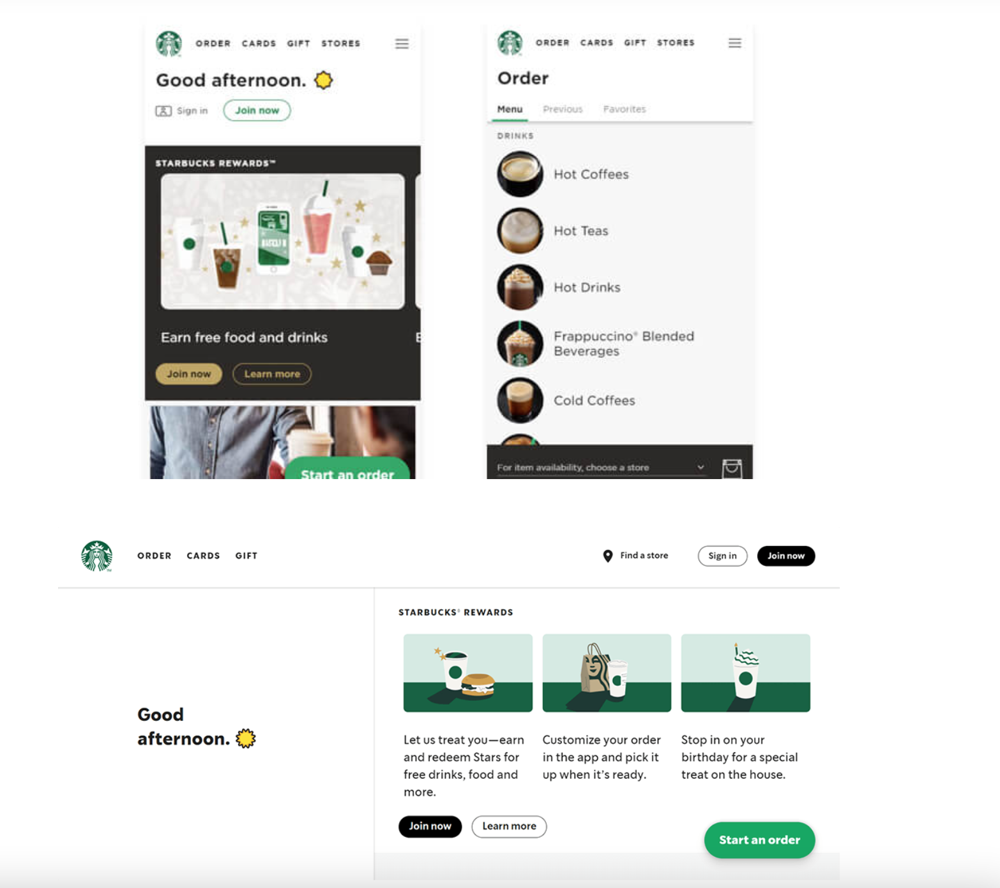 ORDER CARDS GIFT STORES
Good afternoon.
Sign in
Join now
STARBUCKS REWARDS™
Earn free food and drinks
E
Join now
Learn more
Start an order
ORDER CARDS GIFT STORES
Order
Menu Previous Favorites
DRINKS
Hot Coffees
Hot Teas
Hot Drinks
Frappuccino® Blended
Beverages
Cold Coffees
For item availability, choose a store
ORDER CARDS GIFT
Find a store
Sign in
Join now
Good
afternoon.
STARBUCKS® REWARDS
Let us treat you—earn
and redeem Stars for
free drinks, food and
more.
Customize your order
in the app and pick it
up when it’s ready.
Stop in on your
birthday for a special
treat on the house.
Join now
Learn more
Start an order